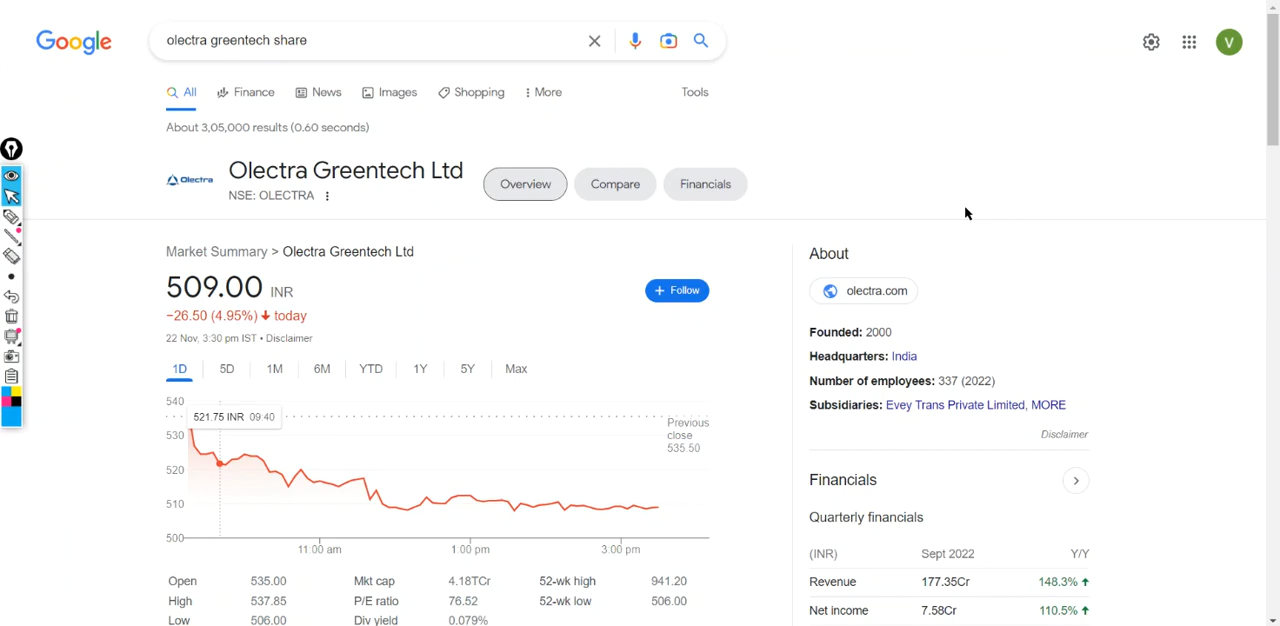 Google
olectra greentech share
V
All
Finance
News
Images
Shopping
More
Tools
About 3,05,000 results (0.60 seconds)
Olectra
Olectra Greentech Ltd
NSE: OLECTRA
Overview
Compare
Financials
Market Summary > Olectra Greentech Ltd
509.00 INR
+ Follow
−26.50 (4.95%) ↓ today
22 Nov, 3:30 pm IST • Disclaimer
1D 5D 1M 6M YTD 1Y 5Y Max
540
530
520
510
500
521.75 INR 09:40
Previous
close
535.50
11:00 am 1:00 pm 3:00 pm
Open 535.00 Mkt cap 4.18TCr 52-wk high 941.20
High 537.85 P/E ratio 76.52 52-wk low 506.00
Low 506.00 Div yield 0.079%
About
olectra.com
Founded: 2000
Headquarters: India
Number of employees: 337 (2022)
Subsidiaries: Evey Trans Private Limited, MORE
Disclaimer
Financials
Quarterly financials
(INR) Sept 2022 Y/Y
Revenue 177.35Cr 148.3% ↑
Net income 7.58Cr 110.5% ↑